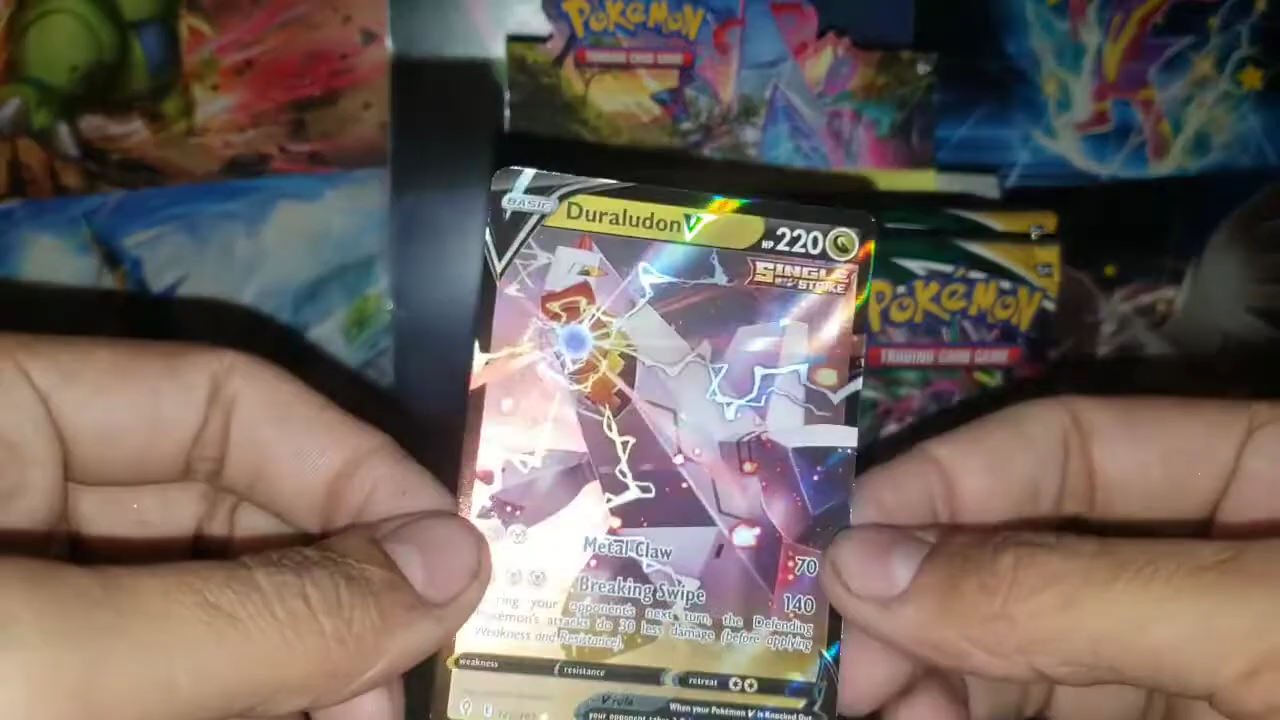 POKÉMON
TRADING CARD GAME
BASIC
Duraludon V
HP 220
SINGLE
STRIKE
POKÉMON
TRADING CARD GAME
Metal Claw 70
Breaking Swipe 140
your opponent's next turn, the Defending
Pokémon's attacks do 30 less damage (before applying
Weakness and Resistance).
weakness resistance retreat
V rule When your Pokémon V is Knocked Out
your opponent takes 2